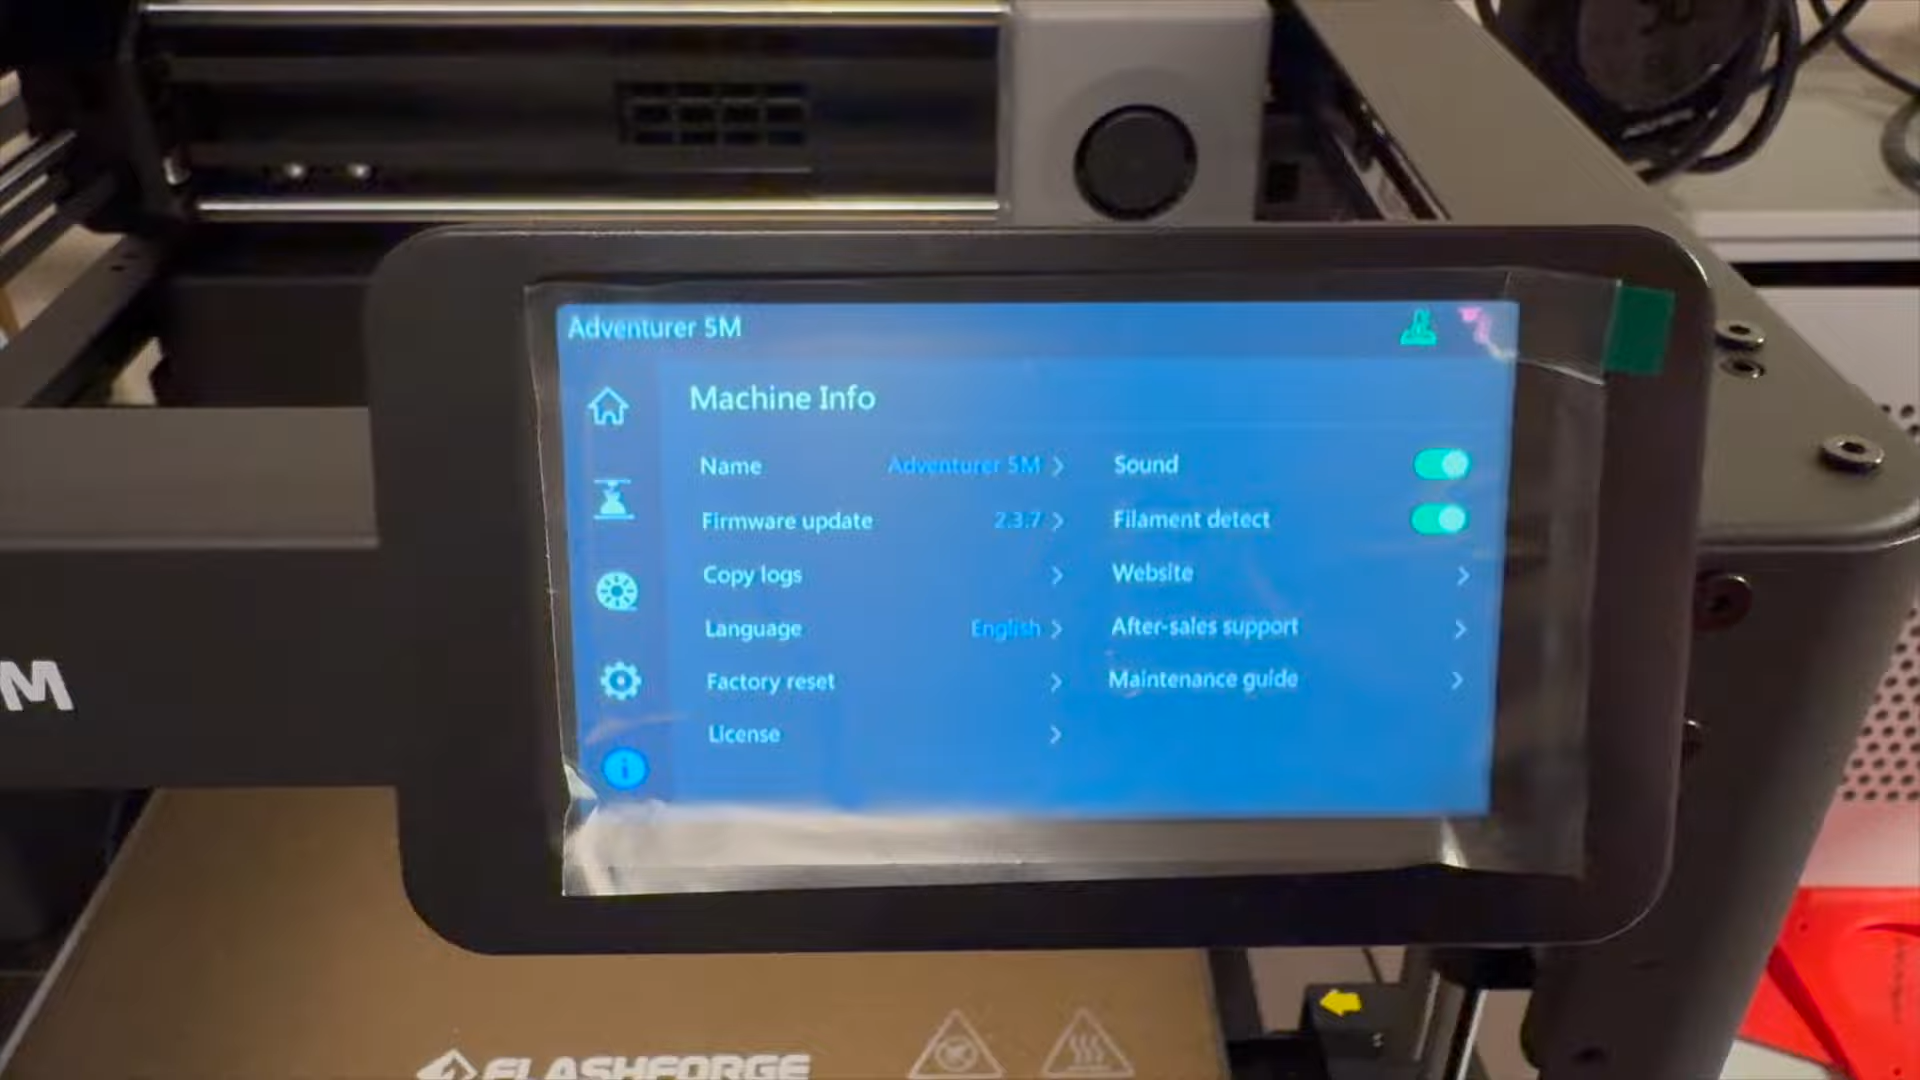 Adventurer 5M
Machine Info
Name Adventurer 5M
Sound
Firmware update 2.3.7
Filament detect
Copy logs
Website
Language English
After-sales support
Factory reset
Maintenance guide
License
M
FLASHFORGE